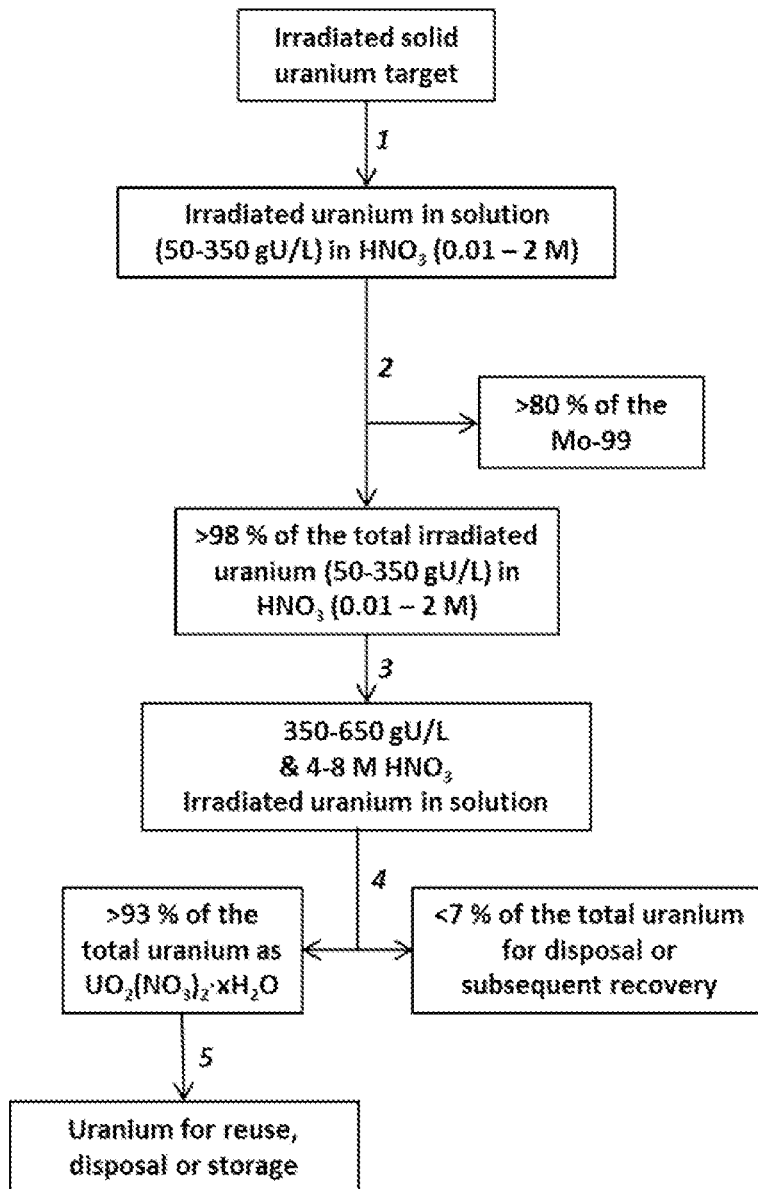 Irradiated solid
uranium target
1
Irradiated uranium in solution
(50-350 gU/L) in HNO₃ (0.01 – 2 M)
2
>80 % of the
Mo-99
>98 % of the total irradiated
uranium (50-350 gU/L) in
HNO₃ (0.01 – 2 M)
3
350-650 gU/L
& 4-8 M HNO₃
Irradiated uranium in solution
4
>93 % of the
total uranium as
UO₂(NO₃)₂·xH₂O
<7 % of the total uranium
for disposal or
subsequent recovery
5
Uranium for reuse,
disposal or storage